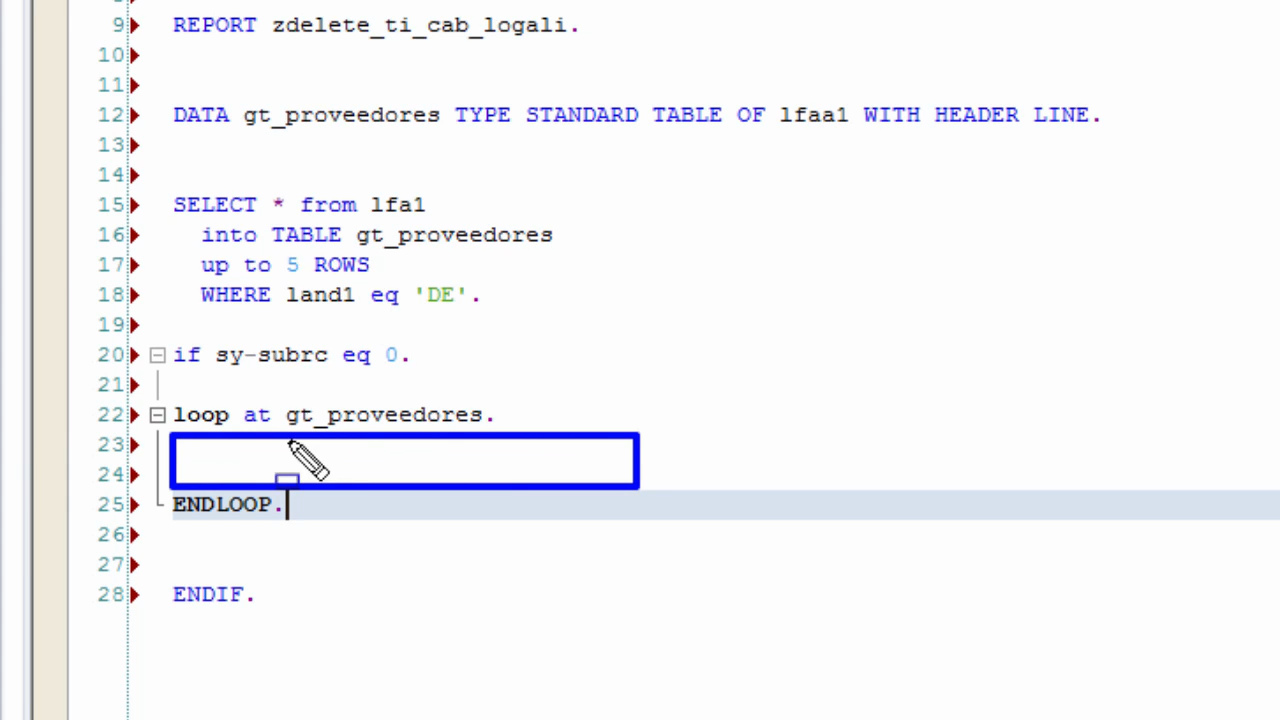 9 REPORT zdelete_ti_cab_logali.
10
11
12 DATA gt_proveedores TYPE STANDARD TABLE OF lfaa1 WITH HEADER LINE.
13
14
15 SELECT * from lfa1
16 into TABLE gt_proveedores
17 up to 5 ROWS
18 WHERE land1 eq 'DE'.
19
20 if sy-subrc eq 0.
21
22 loop at gt_proveedores.
23
24
25 ENDLOOP.
26
27
28 ENDIF.